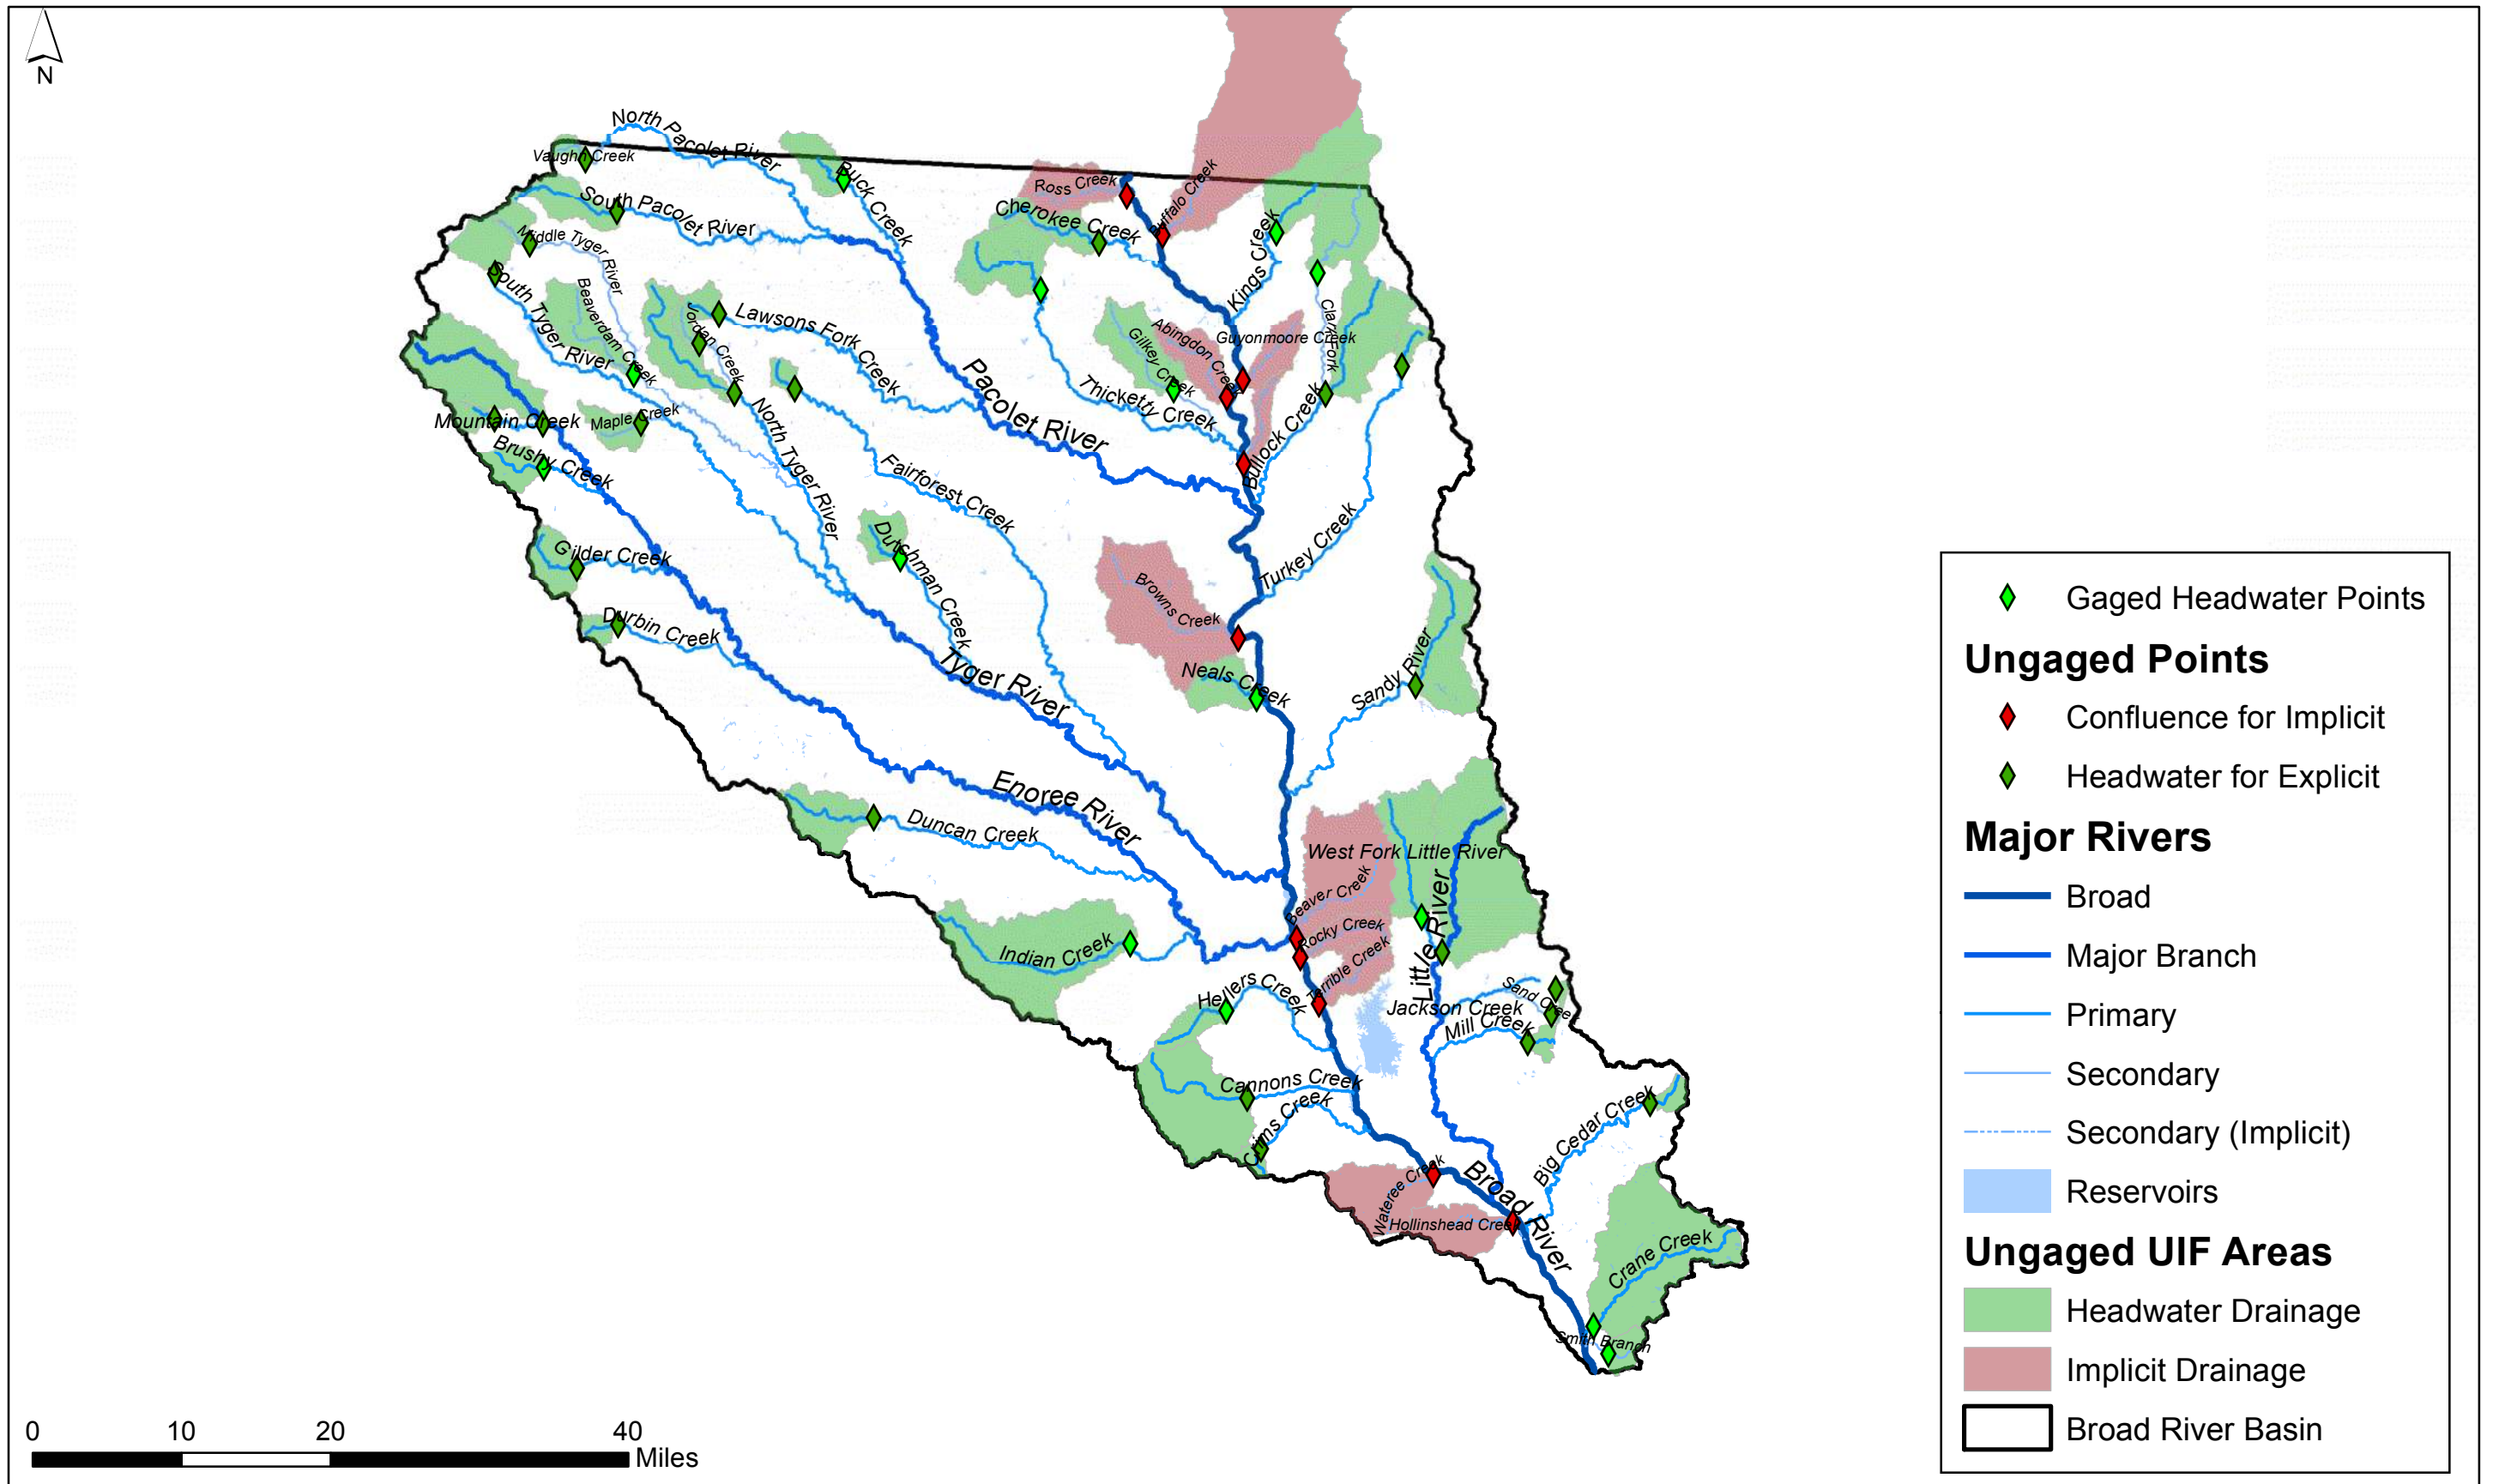 N
North Pacolet River
Vaughn Creek
Buck Creek
South Pacolet River
Ross Creek
Buffalo Creek
Cherokee Creek
Middle Tyger River
Kings Creek
South Tyger River
Beaverdam Creek
Jordan Creek
Lawsons Fork Creek
Clark Fork
Abingdon Creek
Guyonmoore Creek
Gilkey Creek
Pacolet River
Thicketty Creek
Mountain Creek
Maple Creek
North Tyger River
Bullock Creek
Brushy Creek
Fairforest Creek
Dutchman Creek
Turkey Creek
Gilder Creek
Browns Creek
Durbin Creek
Tyger River
Neals Creek
Sandy River
Enoree River
Duncan Creek
West Fork Little River
Beaver Creek
Little River
Rocky Creek
Indian Creek
Terrible Creek
Hellers Creek
Jackson Creek
Sand Creek
Mill Creek
Cannons Creek
Crims Creek
Big Cedar Creek
Wateree Creek
Broad River
Hollinshead Creek
Crane Creek
Smith Branch
Gaged Headwater Points
Ungaged Points
Confluence for Implicit
Headwater for Explicit
Major Rivers
Broad
Major Branch
Primary
Secondary
Secondary (Implicit)
Reservoirs
Ungaged UIF Areas
Headwater Drainage
Implicit Drainage
Broad River Basin
0 10 20 40
Miles